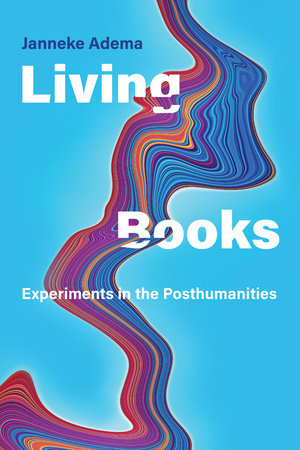 Janneke Adema
Living
Books
Experiments in the Posthumanities